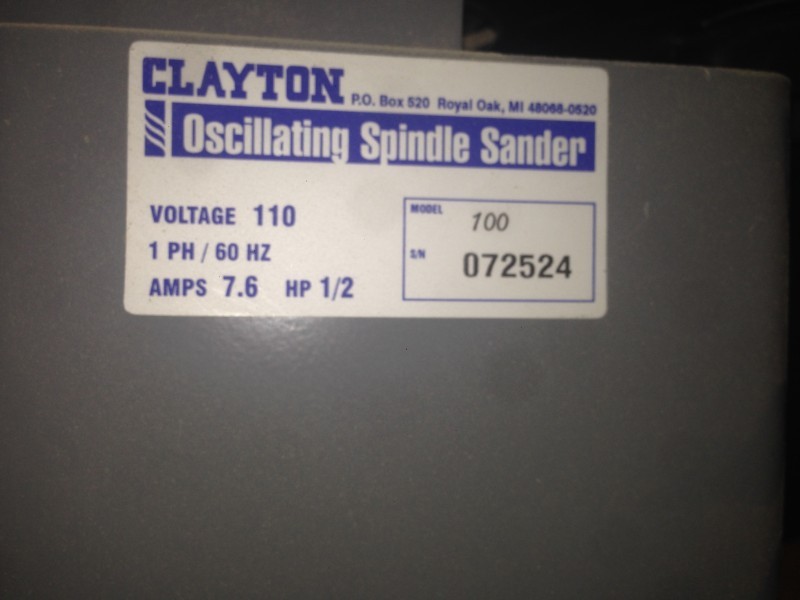 CLAYTON P.O. Box 520 Royal Oak, MI 48068-0520
Oscillating Spindle Sander
VOLTAGE 110
1 PH / 60 HZ
AMPS 7.6 HP 1/2
MODEL 100
S/N 072524